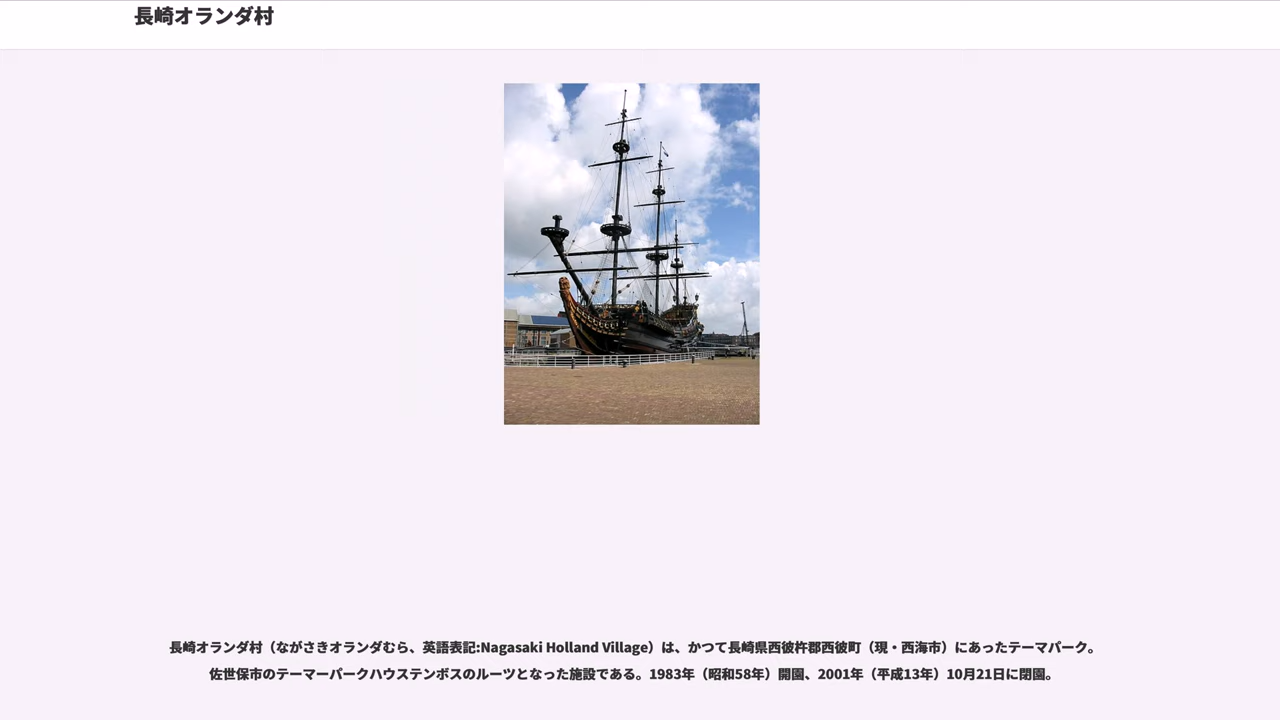 長崎オランダ村
長崎オランダ村（ながさきオランダむら、英語表記:Nagasaki Holland Village）は、かつて長崎県西彼杵郡西彼町（現・西海市）にあったテーマパーク。
佐世保市のテーマーパークハウステンボスのルーツとなった施設である。1983年（昭和58年）開園、2001年（平成13年）10月21日に閉園。